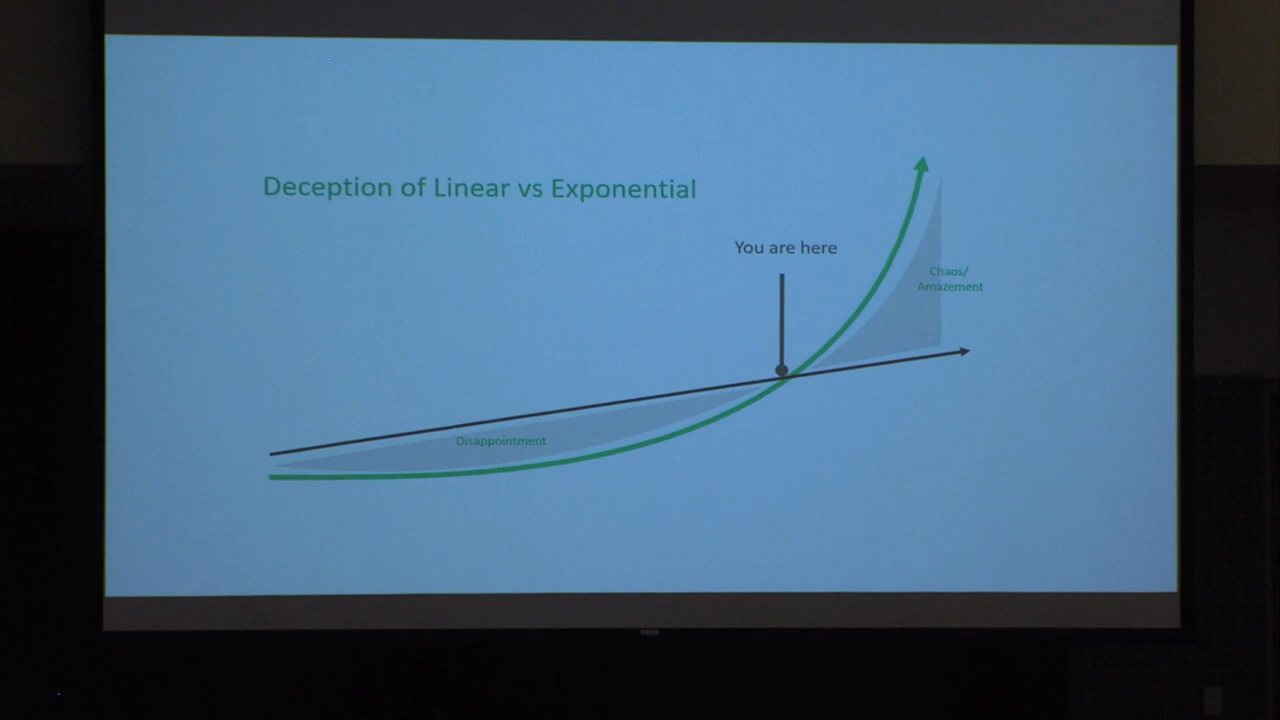 Deception of Linear vs Exponential
You are here
Chaos/
Amazement
Disappointment